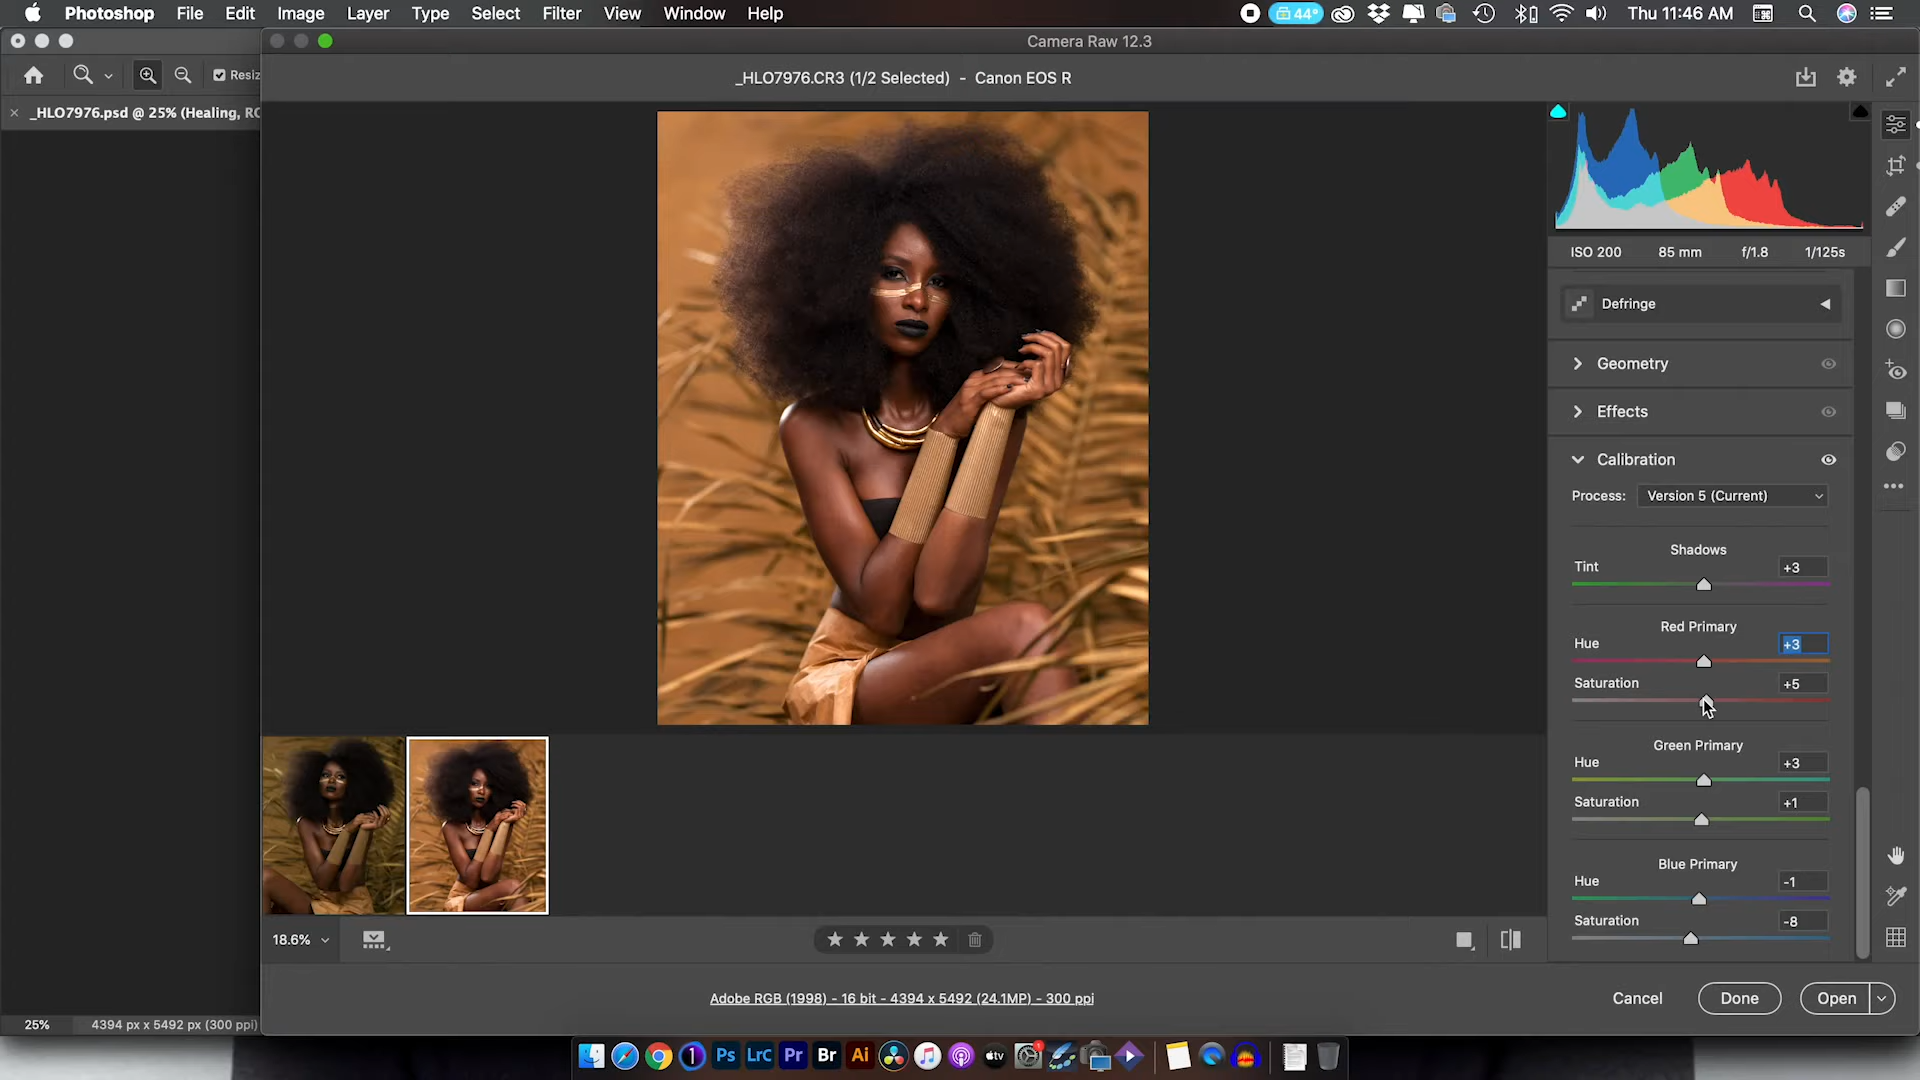 Photoshop File Edit Image Layer Type Select Filter View Window Help 44° Thu 11:46 AM
Camera Raw 12.3
Resiz
_HLO7976.CR3 (1/2 Selected) - Canon EOS R
_HLO7976.psd @ 25% (Healing, RG
ISO 200 85 mm f/1.8 1/125s
Defringe
Geometry
Effects
Calibration
Process: Version 5 (Current)
Shadows
Tint +3
Red Primary
Hue +3
Saturation +5
Green Primary
Hue +3
Saturation +1
Blue Primary
Hue -1
Saturation -8
18.6%
Adobe RGB (1998) - 16 bit - 4394 x 5492 (24.1MP) - 300 ppi
Cancel Done Open
25% 4394 px x 5492 px (300 ppi)
Ps LrC Pr Br Ai tv 1